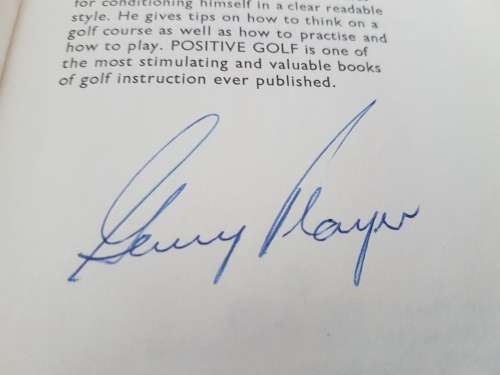 for conditioning himself in a clear readable
style. He gives tips on how to think on a
golf course as well as how to practise and
how to play. POSITIVE GOLF is one of
the most stimulating and valuable books
of golf instruction ever published.
Gary Player